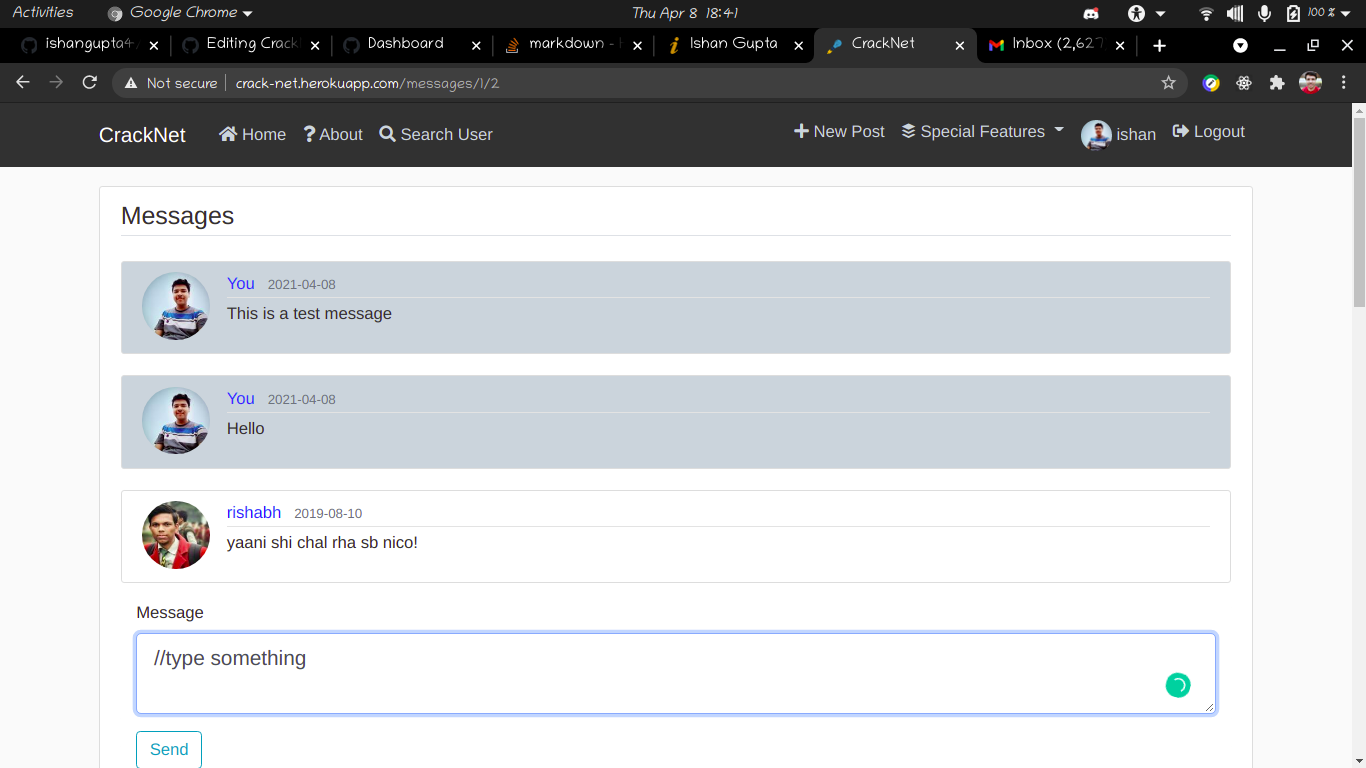 Activities Google Chrome Thu Apr 8 18:41 100 %
ishangupta4 Editing Crack Dashboard markdown - Ishan Gupta CrackNet Inbox (2,627
Not secure crack-net.herokuapp.com/messages/1/2
CrackNet Home About Search User New Post Special Features ishan Logout
Messages
You 2021-04-08
This is a test message
You 2021-04-08
Hello
rishabh 2019-08-10
yaani shi chal rha sb nico!
Message
//type something
Send